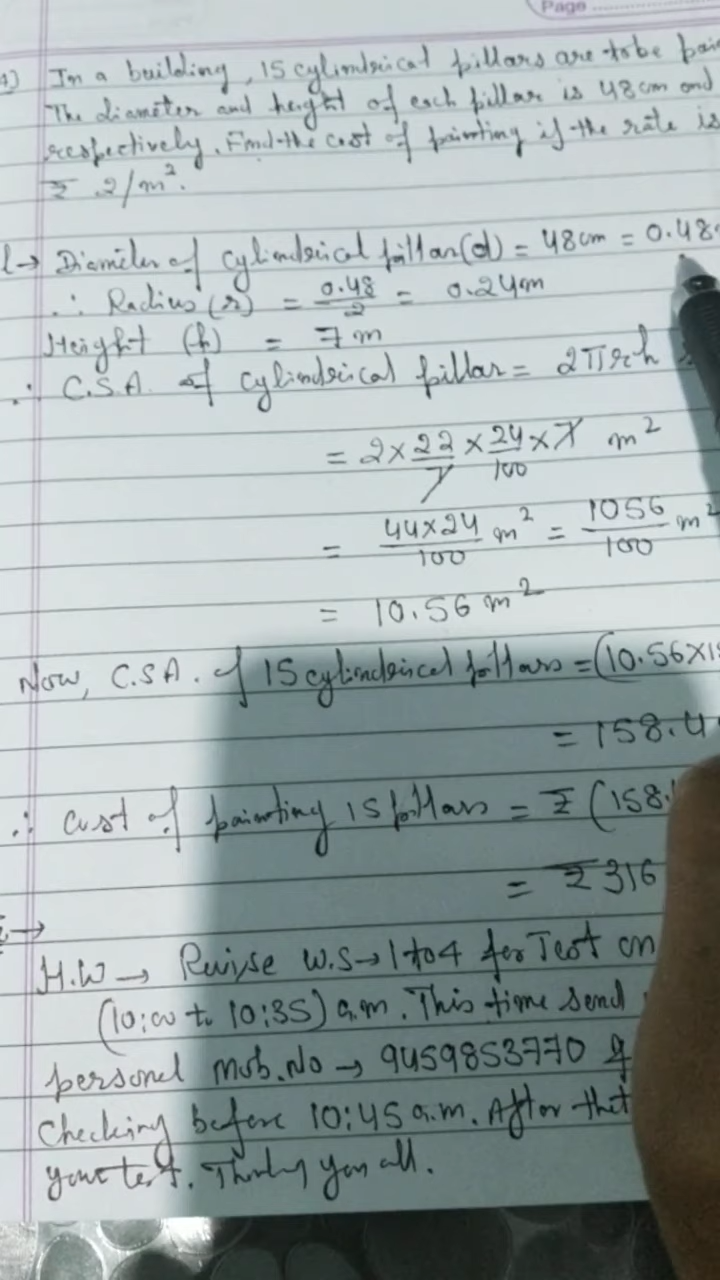 Page
In a building, 15 cylindrical pillars are to be pain
The diameter and height of each pillar is 48 cm and
respectively. Find the cost of painting if the rate is
₹ 2/m².
l→ Diameter of cylindrical pillar (d) = 48cm = 0.48
∴ Radius (r) = 0.48/2 = 0.24m
Height (h) = 7m
∴ C.S.A. of cylindrical pillar = 2πrh
= 2 × 22/7 × 24/100 × 7 m²
= 44×24/100 m² = 1056/100 m²
= 10.56 m²
Now, C.S.A. of 15 cylindrical pillars = (10.56×1
= 158.4
∴ Cost of painting 15 pillars = ₹ (158.
= ₹ 316
H.W → Revise W.S → 1 to 4 for Test on
(10:00 to 10:35) a.m. This time send
personal mob. No → 9459853770 of
Checking before 10:45 a.m. After that
your test. Thank you all.